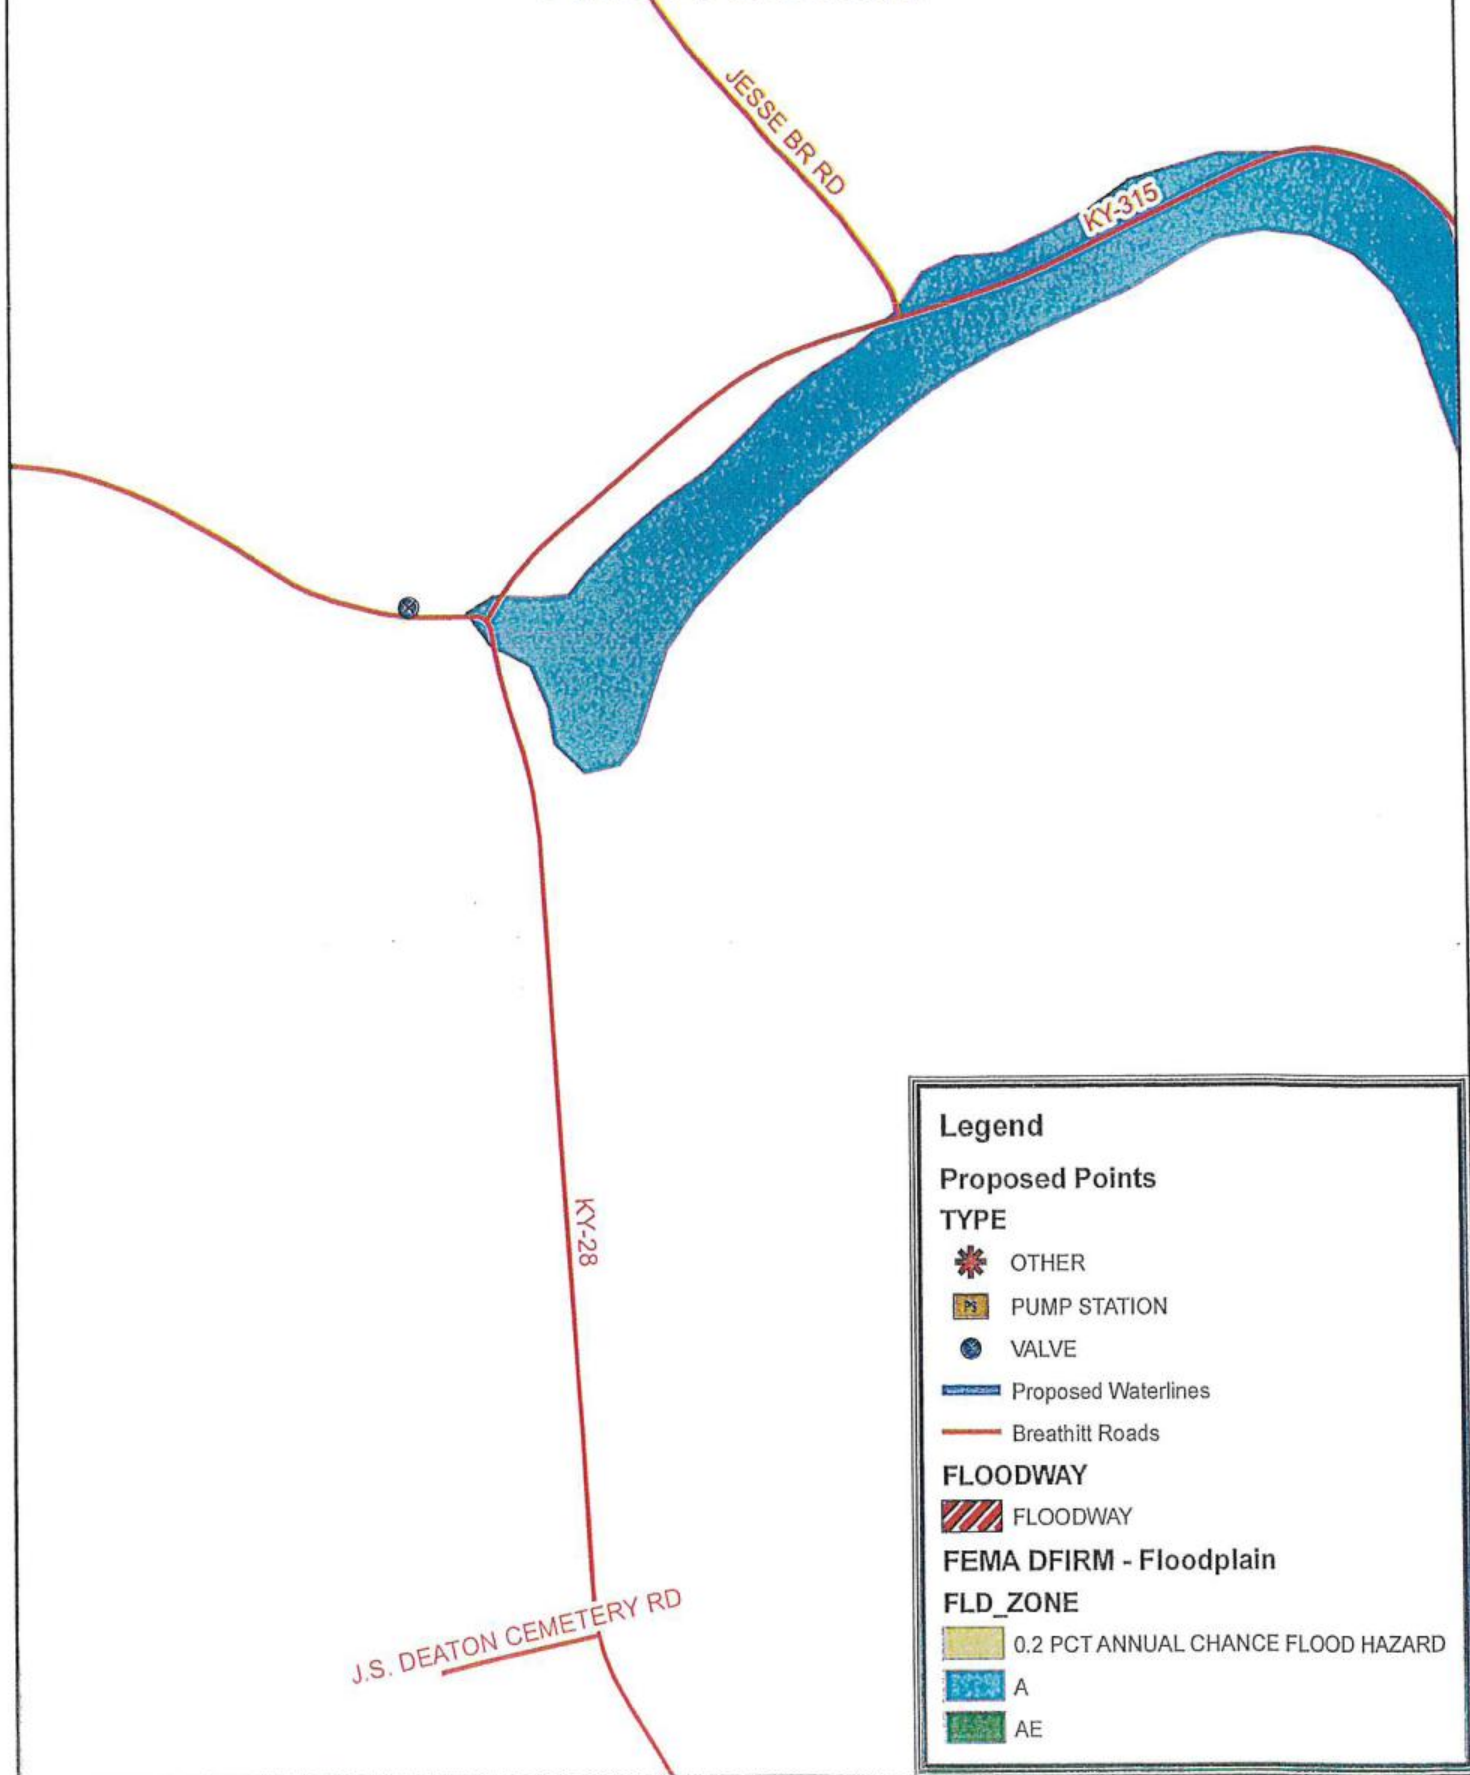 JESSE BR RD
KY-315
KY-28
J.S. DEATON CEMETERY RD
Legend
Proposed Points
TYPE
OTHER
PS PUMP STATION
VALVE
Proposed Waterlines
Breathitt Roads
FLOODWAY
FLOODWAY
FEMA DFIRM - Floodplain
FLD_ZONE
0.2 PCT ANNUAL CHANCE FLOOD HAZARD
A
AE